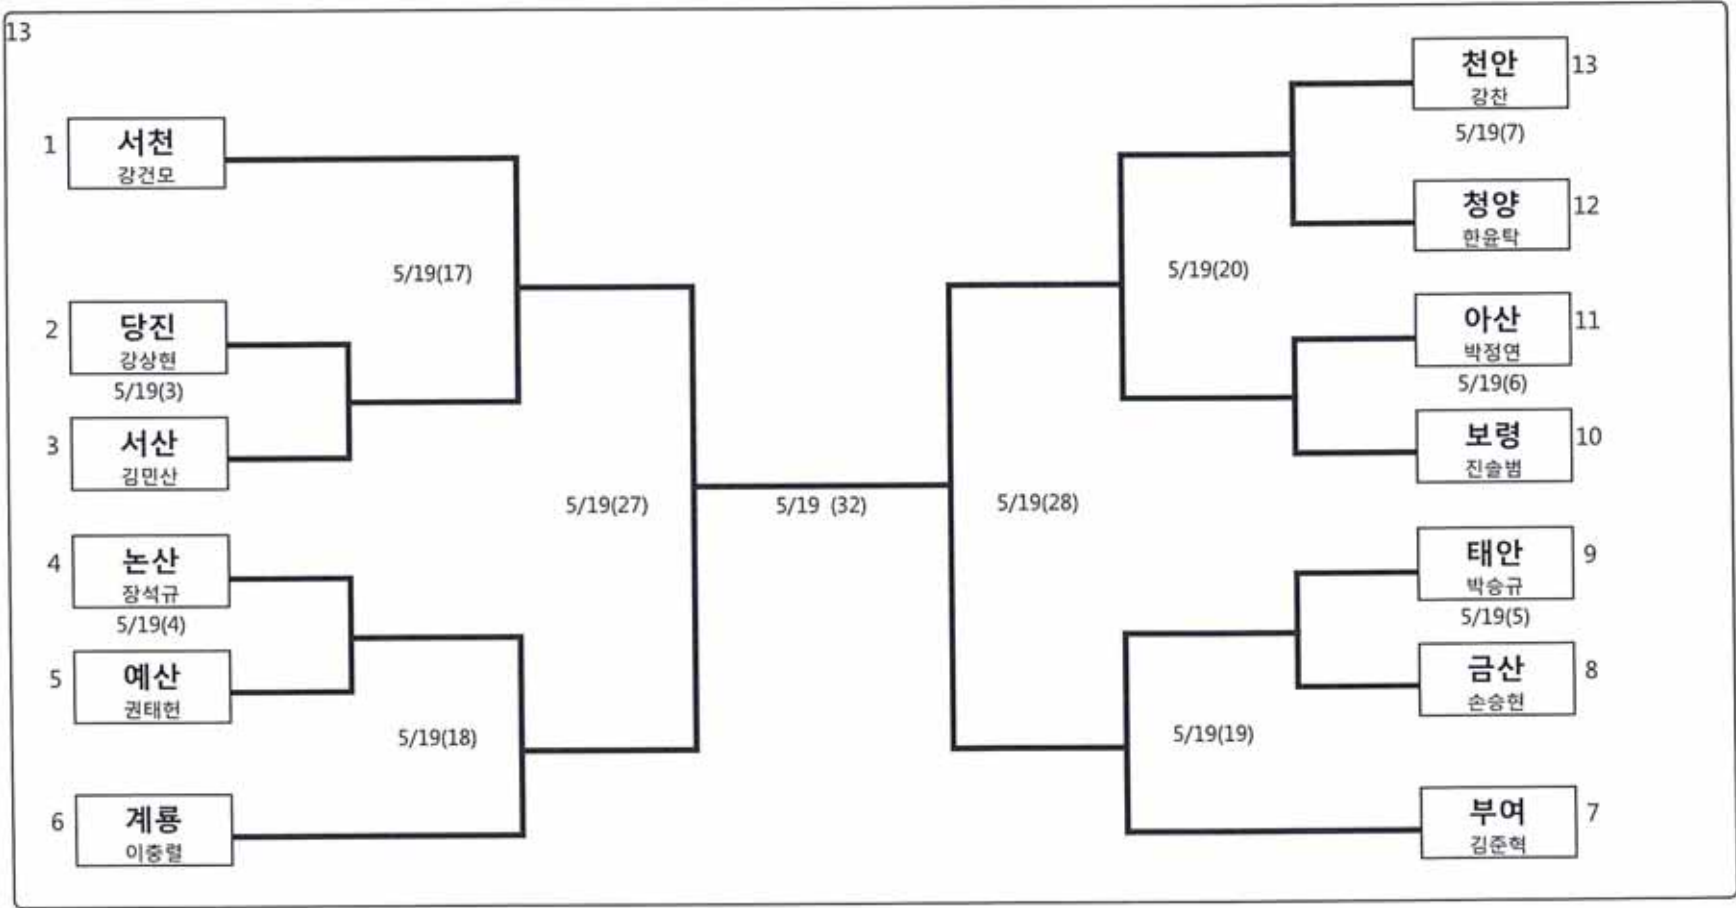 13
1
서천
강건모
5/19(17)
2
당진
강상현
5/19(3)
3
서산
김민산
4
논산
장석규
5/19(4)
5
예산
권태헌
5/19(18)
6
계룡
이충렬
5/19(27)
5/19 (32)
5/19(28)
천안
13
강찬
5/19(7)
청양
12
한윤탁
5/19(20)
아산
11
박정연
5/19(6)
보령
10
진솔범
태안
9
박승규
5/19(5)
금산
8
손승현
5/19(19)
부여
7
김준혁